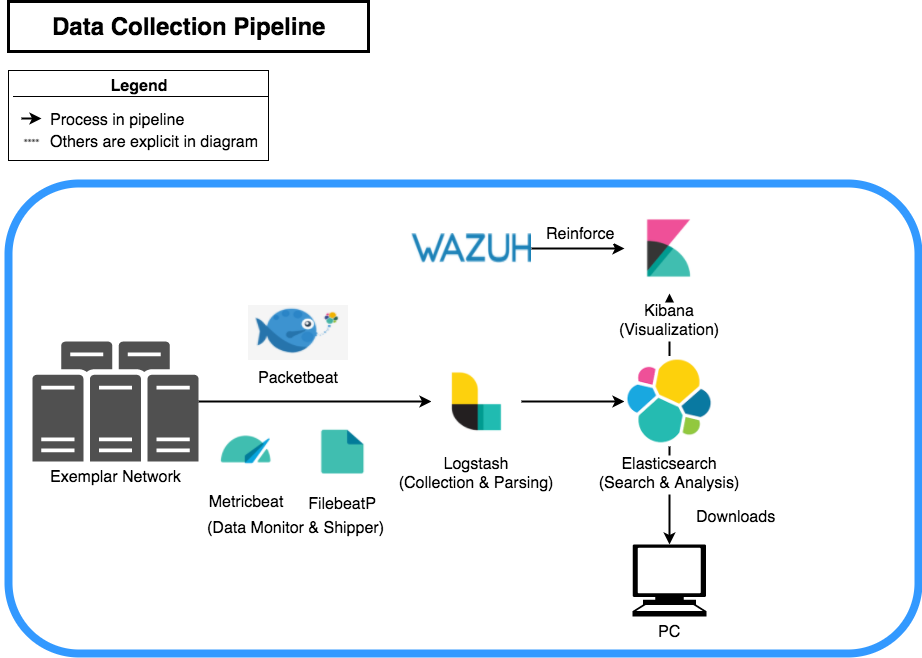 Data Collection Pipeline
Legend
Process in pipeline
Others are explicit in diagram
WAZUH
Reinforce
Kibana
(Visualization)
Packetbeat
Exemplar Network
Metricbeat
FilebeatP
(Data Monitor & Shipper)
Logstash
(Collection & Parsing)
Elasticsearch
(Search & Analysis)
Downloads
PC